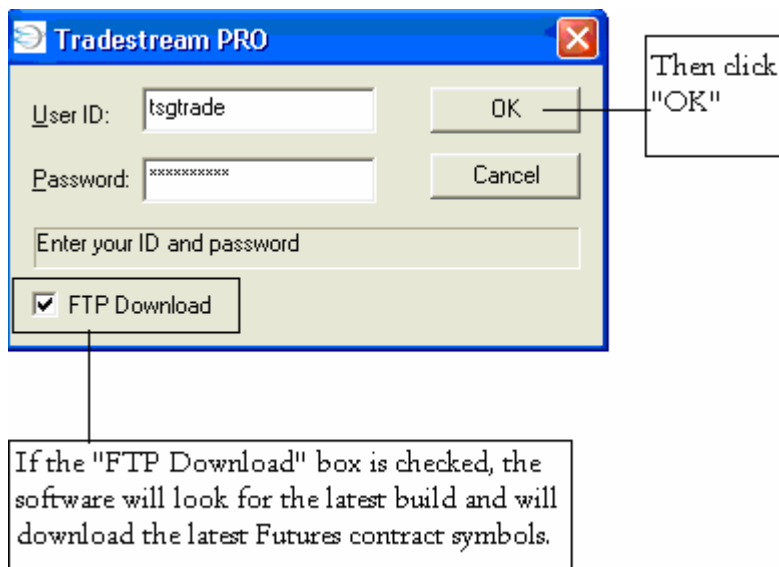 Tradestream PRO
User ID:
tsgtrade
OK
Then click
"OK"
Password:
××××××××××
Cancel
Enter your ID and password
FTP Download
If the "FTP Download" box is checked, the
software will look for the latest build and will
download the latest Futures contract symbols.